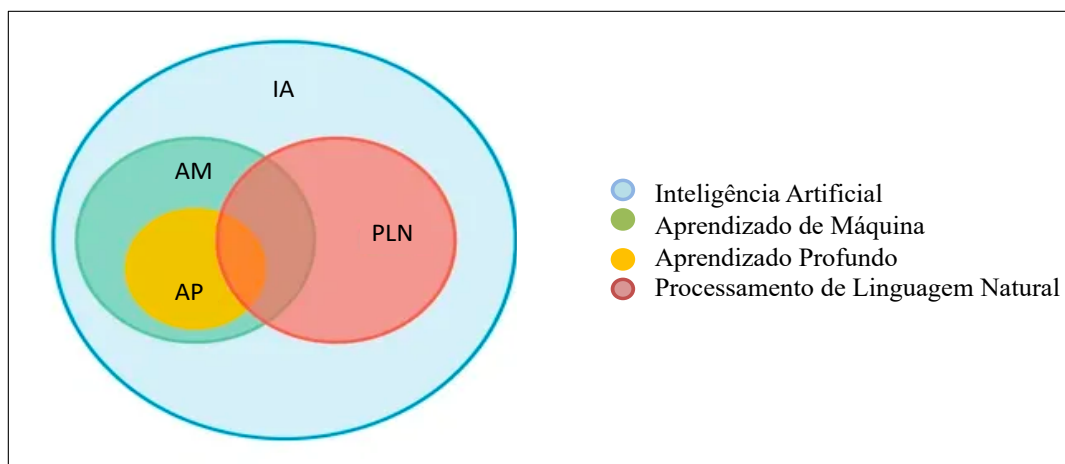 IA
AM
PLN
AP
Inteligência Artificial
Aprendizado de Máquina
Aprendizado Profundo
Processamento de Linguagem Natural